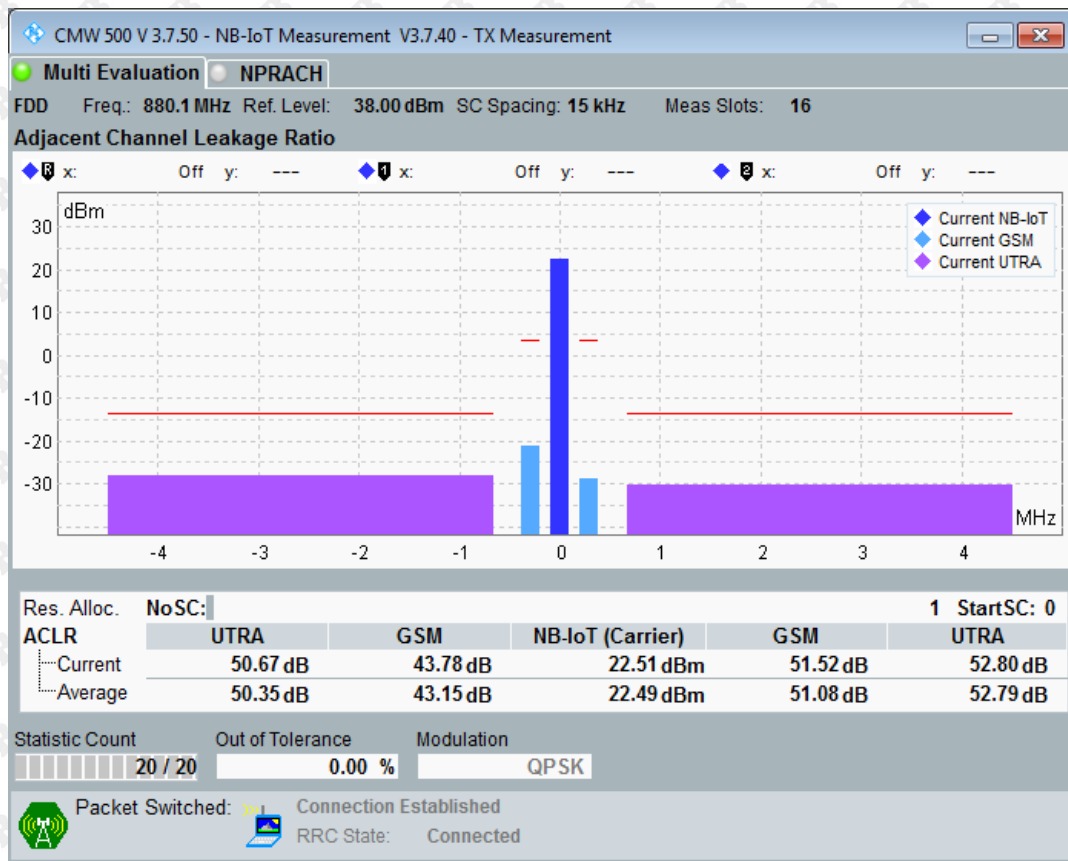 CMW 500 V 3.7.50 - NB-IoT Measurement V3.7.40 - TX Measurement
Multi Evaluation NPRACH
FDD Freq.: 880.1 MHz Ref. Level: 38.00 dBm SC Spacing: 15 kHz Meas Slots: 16
Adjacent Channel Leakage Ratio
R x: Off y: --- 1 x: Off y: --- 2 x: Off y: ---
dBm
Current NB-IoT
Current GSM
Current UTRA
30
20
10
0
-10
-20
-30
MHz
-4 -3 -2 -1 0 1 2 3 4
Res. Alloc. NoSC: 1 StartSC: 0
ACLR UTRA GSM NB-IoT (Carrier) GSM UTRA
Current 50.67 dB 43.78 dB 22.51 dBm 51.52 dB 52.80 dB
Average 50.35 dB 43.15 dB 22.49 dBm 51.08 dB 52.79 dB
Statistic Count Out of Tolerance Modulation
20 / 20 0.00 % QPSK
Packet Switched: Connection Established
RRC State: Connected